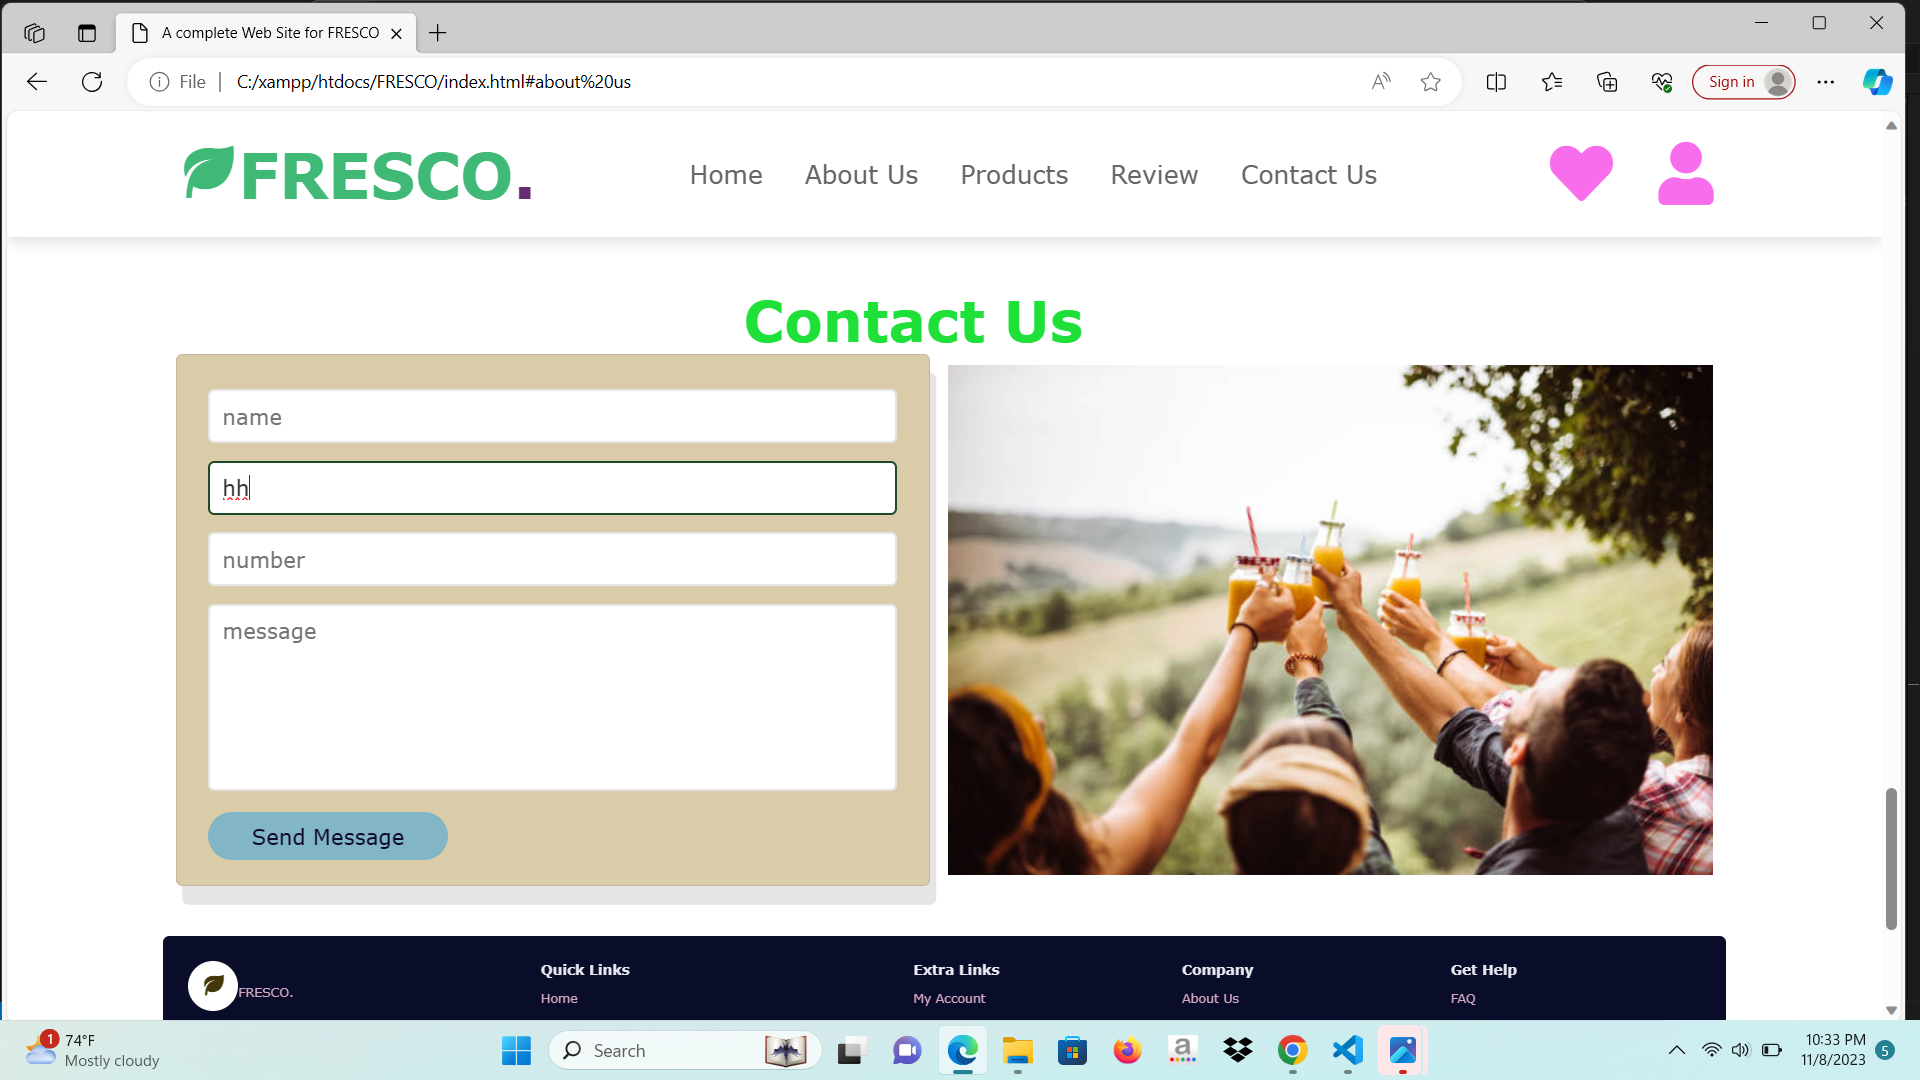 A complete Web Site for FRESCO
File
C:/xampp/htdocs/FRESCO/index.html#about%20us
Sign in
FRESCO.
Home
About Us
Products
Review
Contact Us
Contact Us
name
hh
number
message
Send Message
FRESCO.
Quick Links
Home
Extra Links
My Account
Company
About Us
Get Help
FAQ
1
74°F
Mostly cloudy
Search
a
10:33 PM
11/8/2023
5